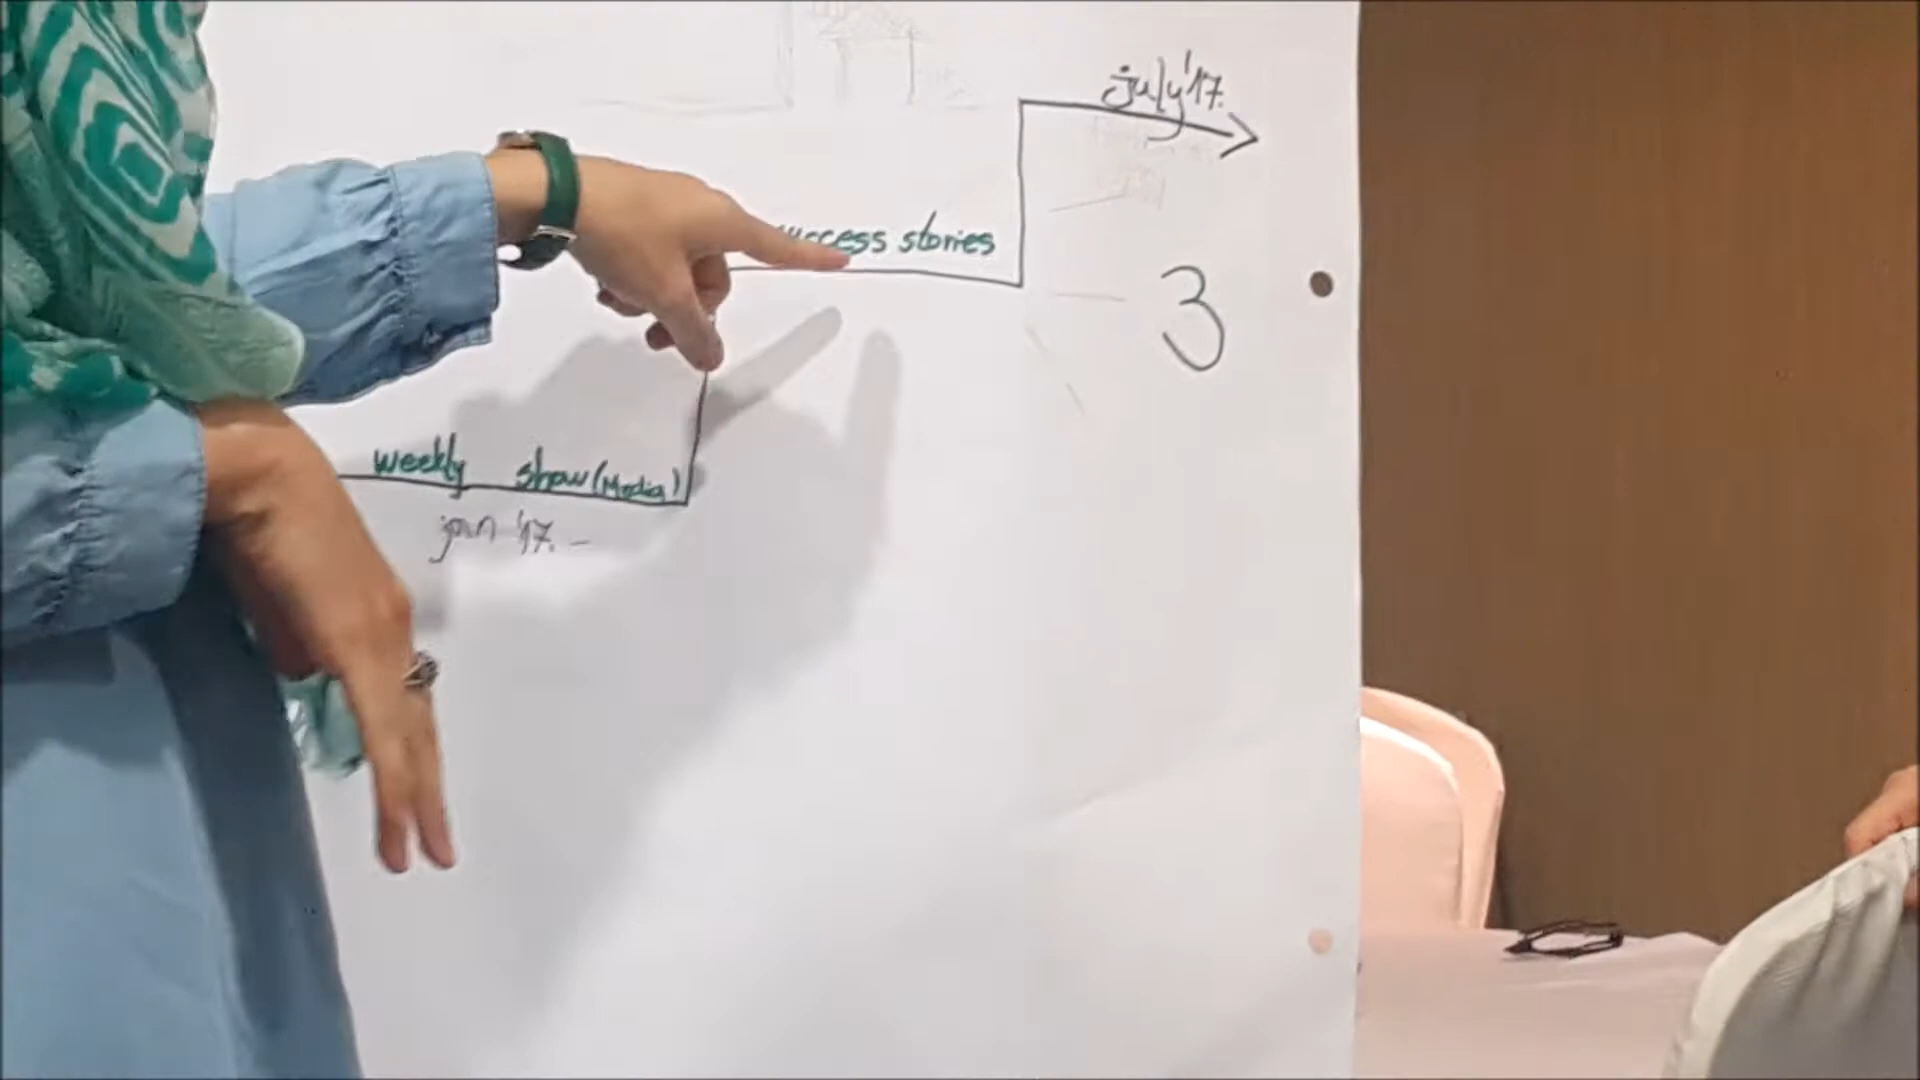 july '17.
success stories
3
weekly show (Media)
jan '17. –